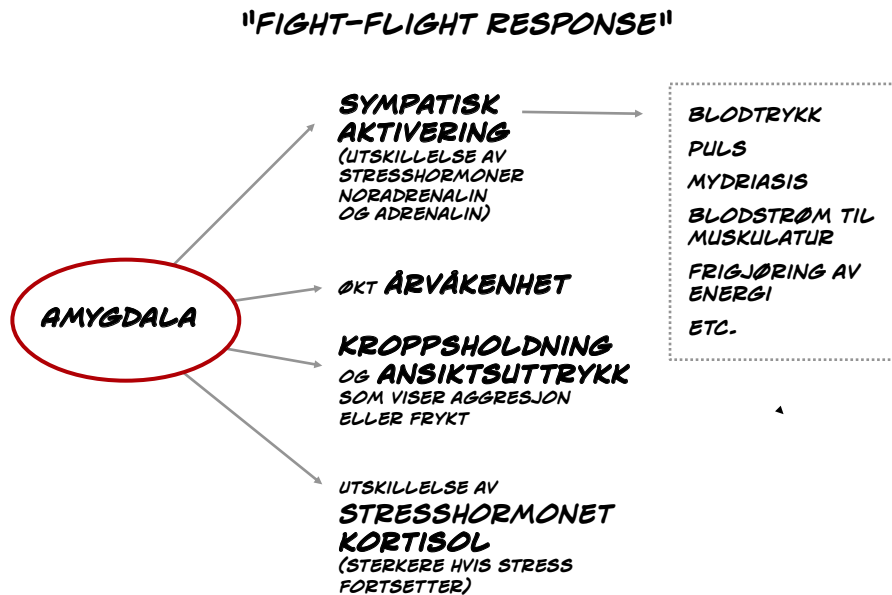 "FIGHT-FLIGHT RESPONSE"
SYMPATISK
AKTIVERING
(UTSKILLELSE AV
STRESSHORMONER
NORADRENALIN
OG ADRENALIN)
BLODTRYKK
PULS
MYDRIASIS
BLODSTRØM TIL
MUSKULATUR
FRIGJØRING AV
ENERGI
ETC.
AMYGDALA
ØKT ÅRVÅKENHET
KROPPSHOLDNING
OG ANSIKTSUTTRYKK
SOM VISER AGGRESJON
ELLER FRYKT
UTSKILLELSE AV
STRESSHORMONET
KORTISOL
(STERKERE HVIS STRESS
FORTSETTER)